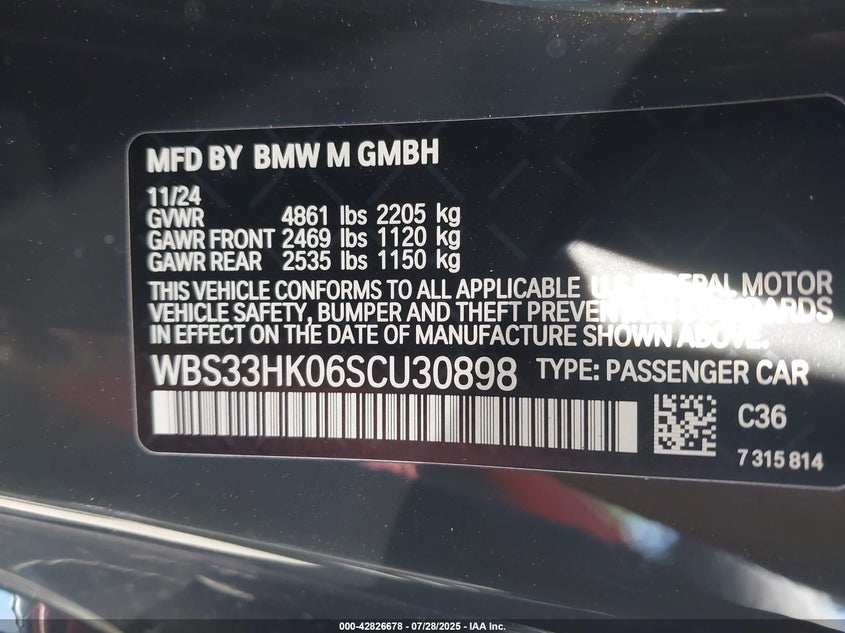 MFD BY BMW M GMBH
11/24
GVWR 4861 lbs 2205 kg
GAWR FRONT 2469 lbs 1120 kg
GAWR REAR 2535 lbs 1150 kg
THIS VEHICLE CONFORMS TO ALL APPLICABLE U.S. FEDERAL MOTOR
VEHICLE SAFETY, BUMPER AND THEFT PREVENTION STANDARDS
IN EFFECT ON THE DATE OF MANUFACTURE SHOWN ABOVE.
WBS33HK06SCU30898 TYPE: PASSENGER CAR
C36
7 315 814
000-42826678 - 07/28/2025 - IAA Inc.